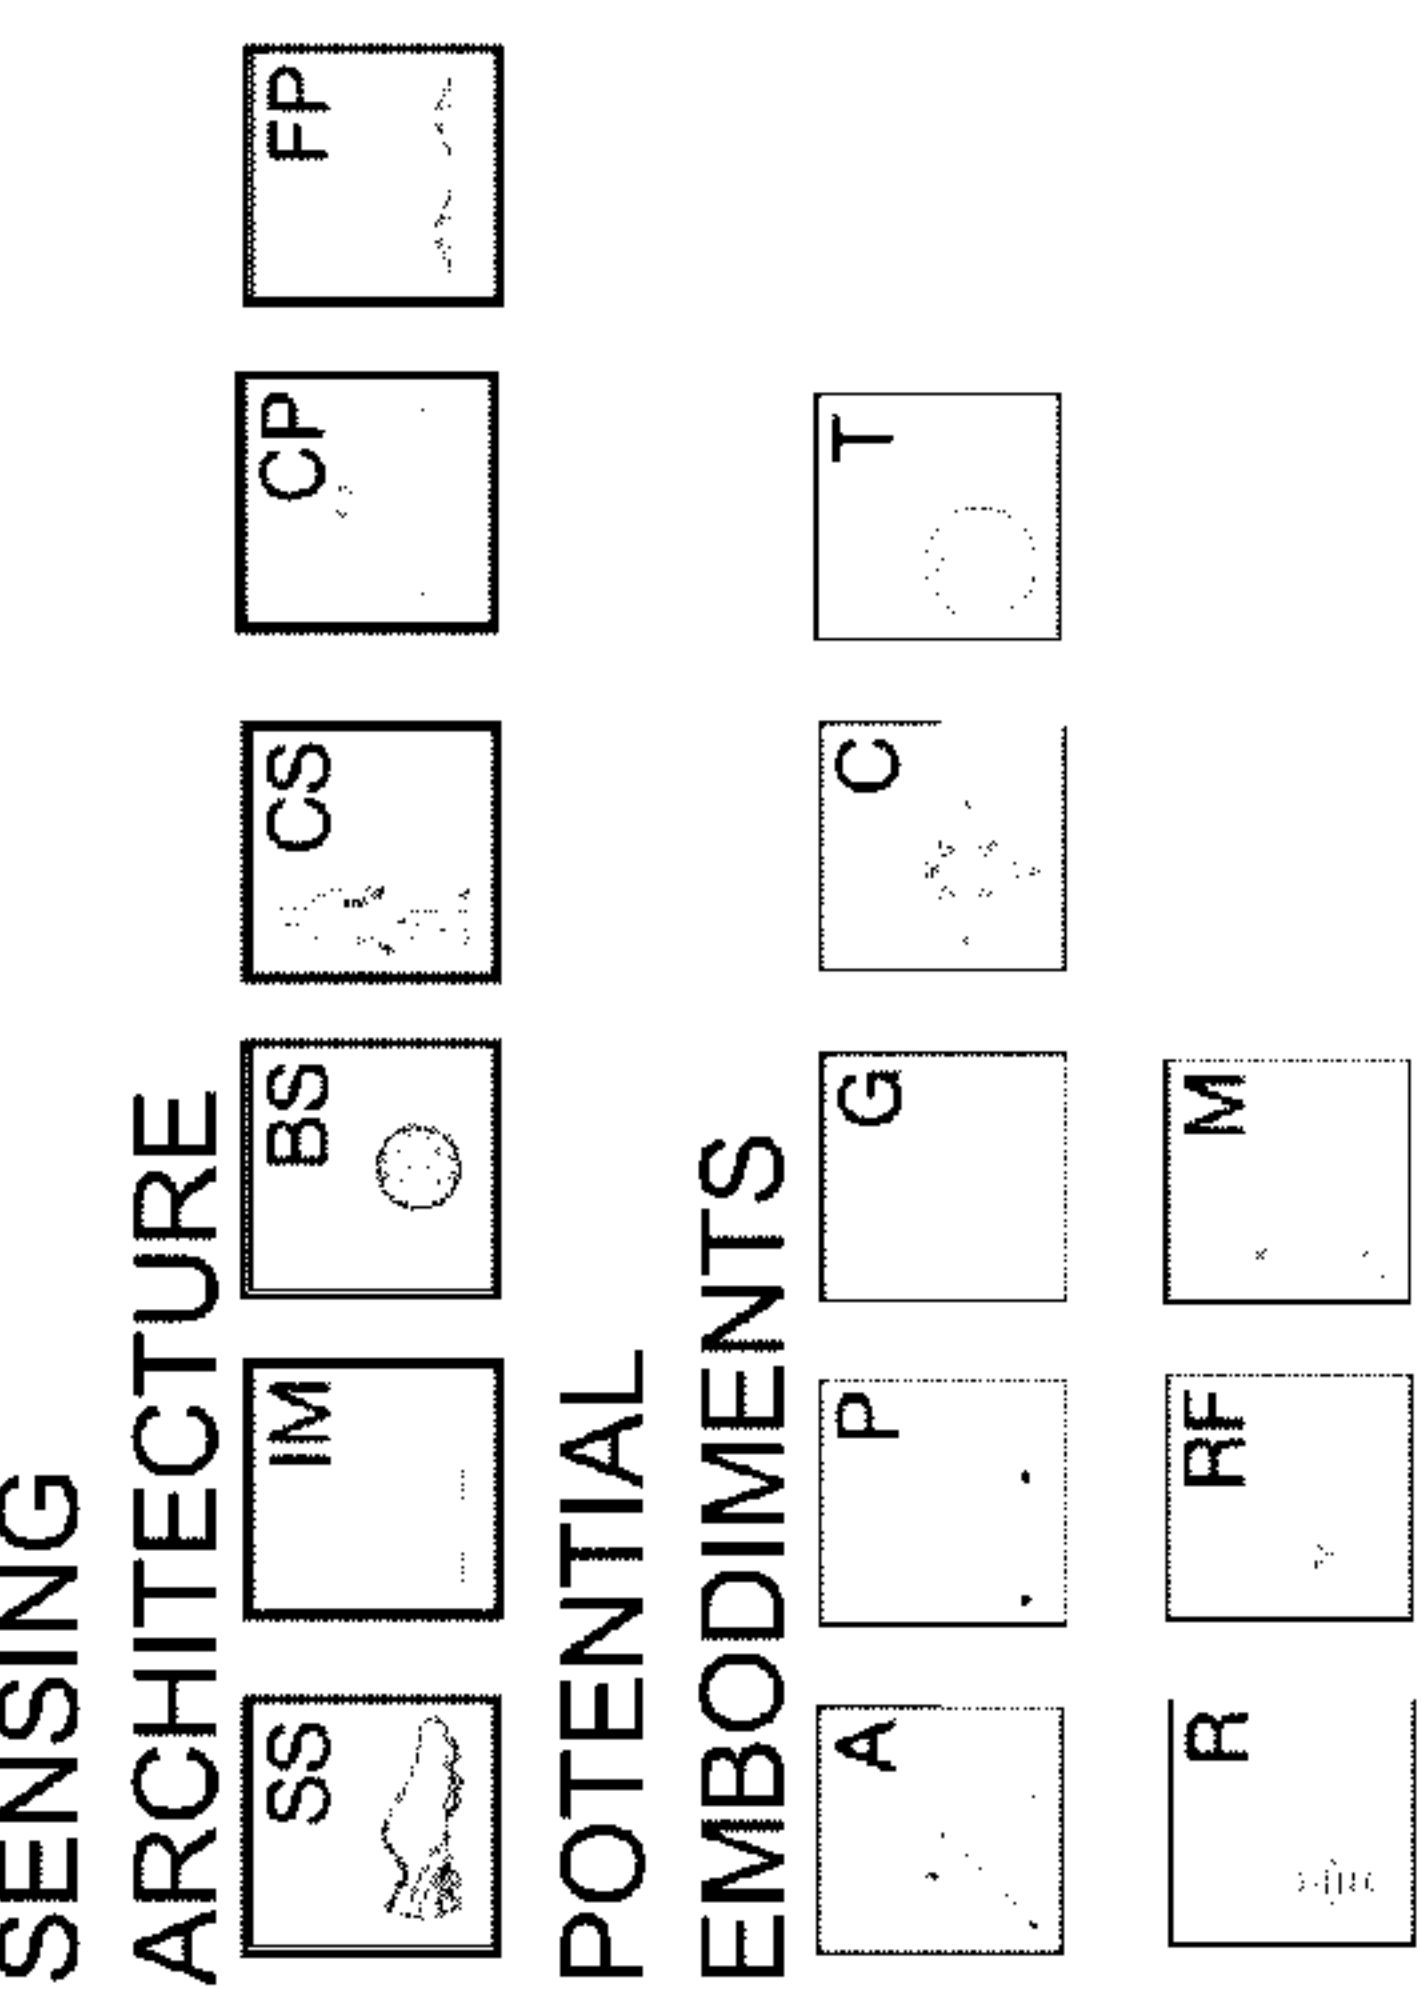 SENSING
ARCHITECTURE
SS IM BS CS CP FP
POTENTIAL
EMBODIMENTS
A P G C T
R RF M